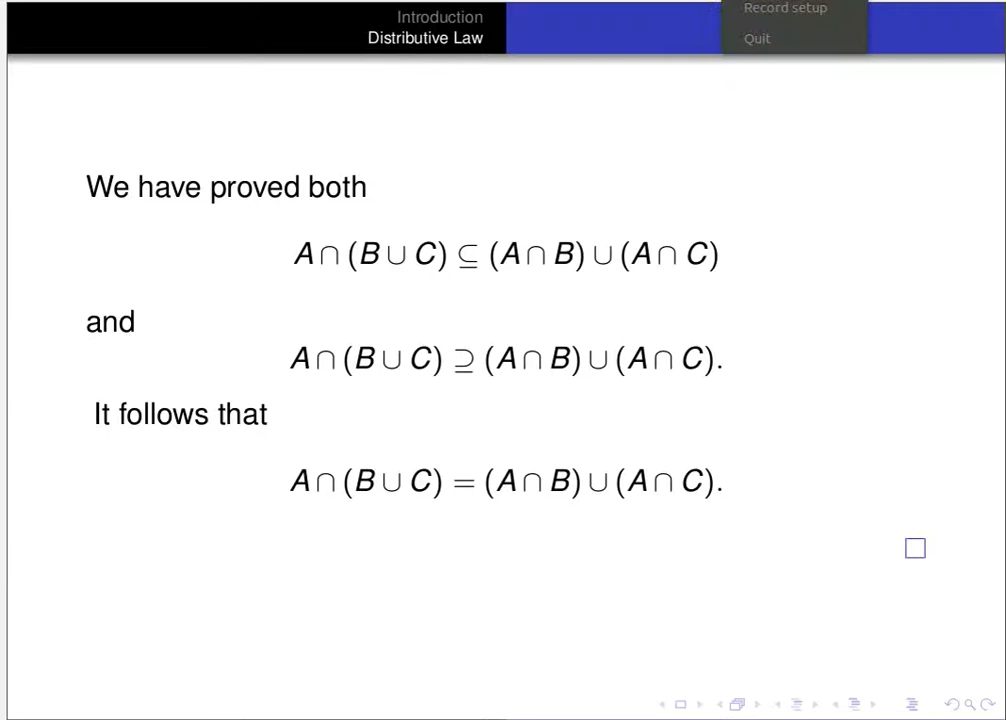 Introduction
Distributive Law
Record setup
Quit
We have proved both
A ∩ (B ∪ C) ⊆ (A ∩ B) ∪ (A ∩ C)
and
A ∩ (B ∪ C) ⊇ (A ∩ B) ∪ (A ∩ C).
It follows that
A ∩ (B ∪ C) = (A ∩ B) ∪ (A ∩ C).